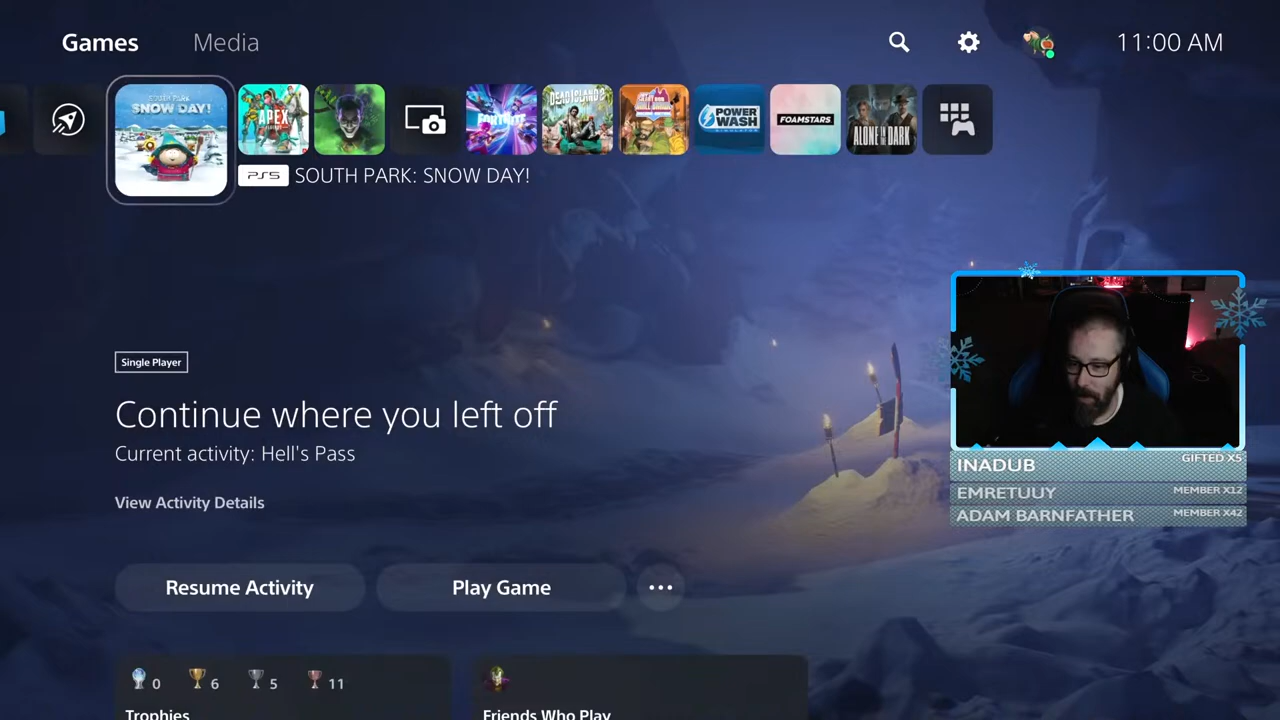 Games
Media
11:00 AM
SOUTH PARK
SNOW DAY!
APEX
FORTNITE
DEAD ISLAND 2
POWER WASH
SIMULATOR
FOAMSTARS
ALONE IN THE DARK
PS5 SOUTH PARK: SNOW DAY!
Single Player
Continue where you left off
Current activity: Hell's Pass
View Activity Details
INADUB GIFTED X5
EMRETUUY MEMBER X12
ADAM BARNFATHER MEMBER X42
Resume Activity
Play Game
0 6 5 11
Trophies
Friends Who Play